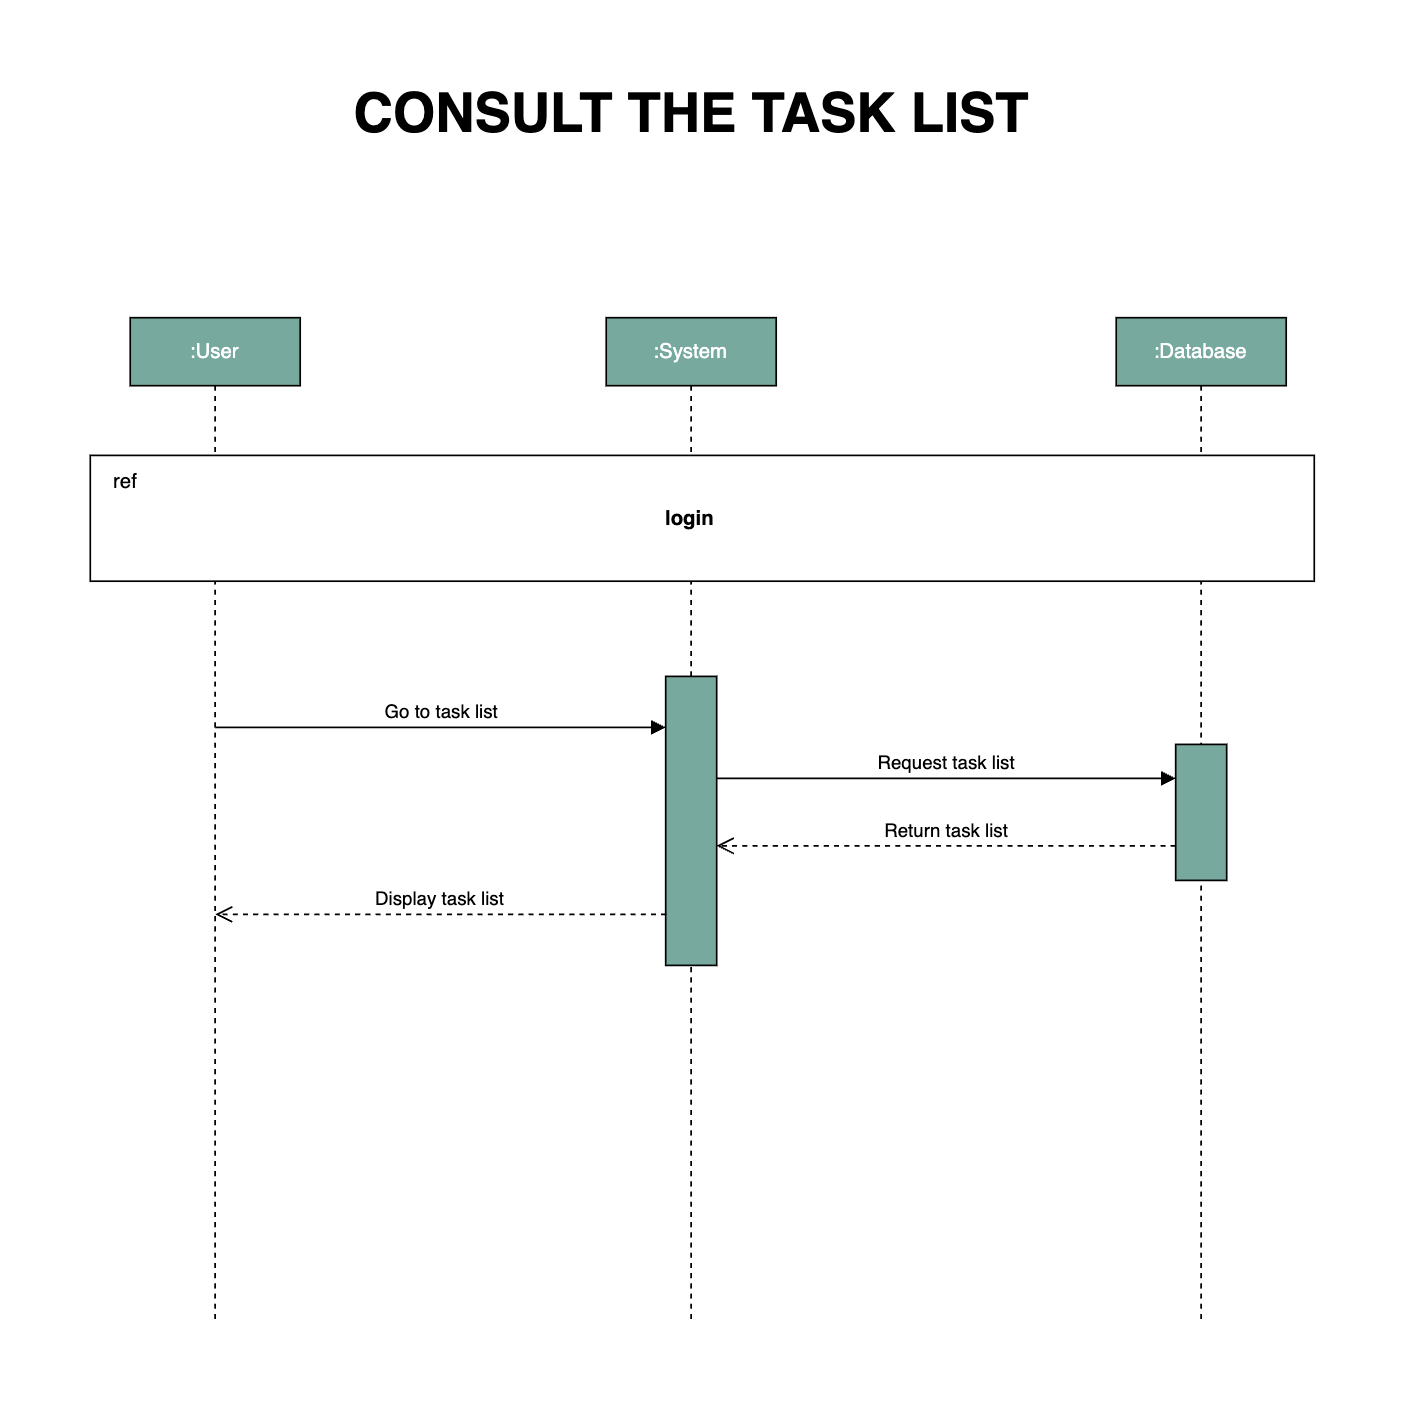 CONSULT THE TASK LIST
:User
:System
:Database
ref
login
Go to task list
Request task list
Return task list
Display task list